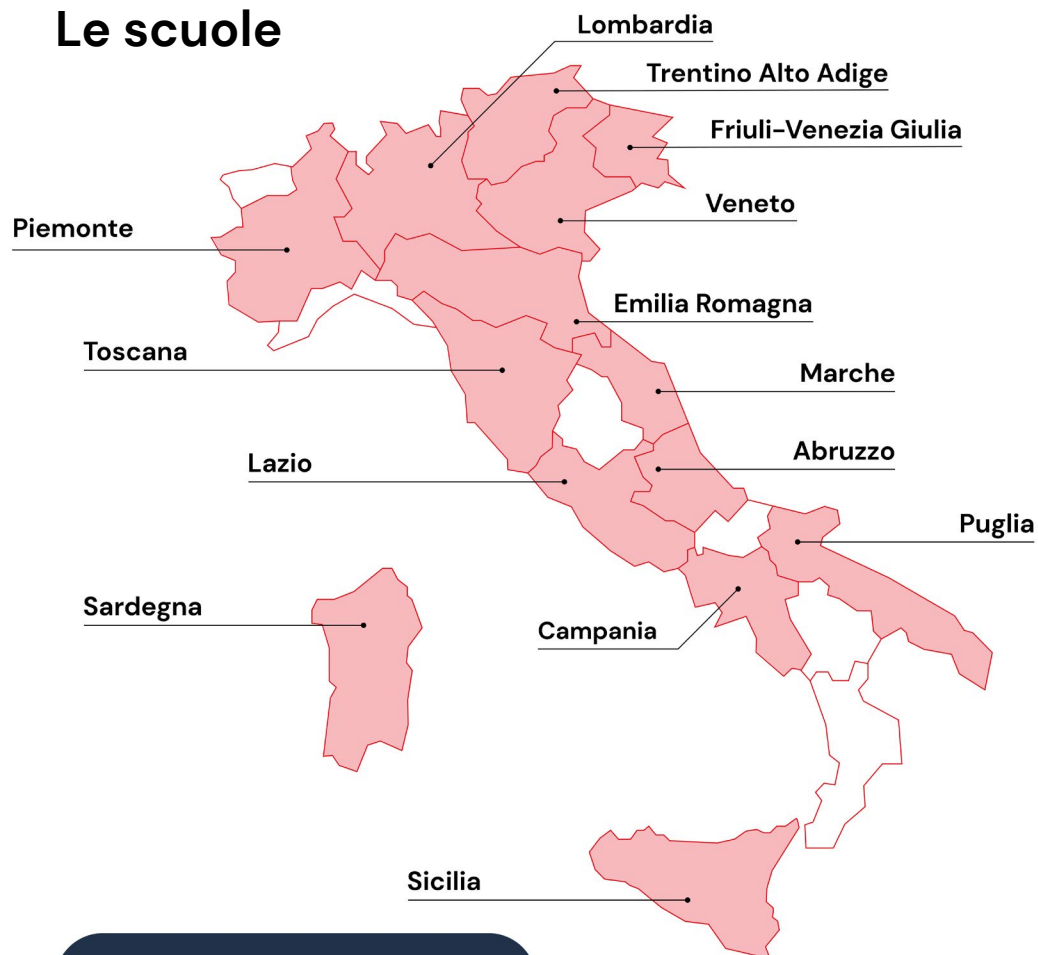 Le scuole
Lombardia
Trentino Alto Adige
Friuli-Venezia Giulia
Veneto
Piemonte
Emilia Romagna
Toscana
Marche
Abruzzo
Lazio
Puglia
Sardegna
Campania
Sicilia